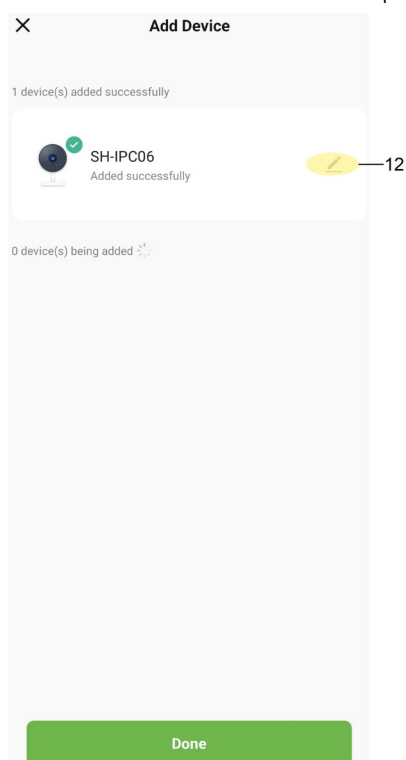 Add Device
1 device(s) added successfully
SH-IPC06
Added successfully
12
0 device(s) being added
Done